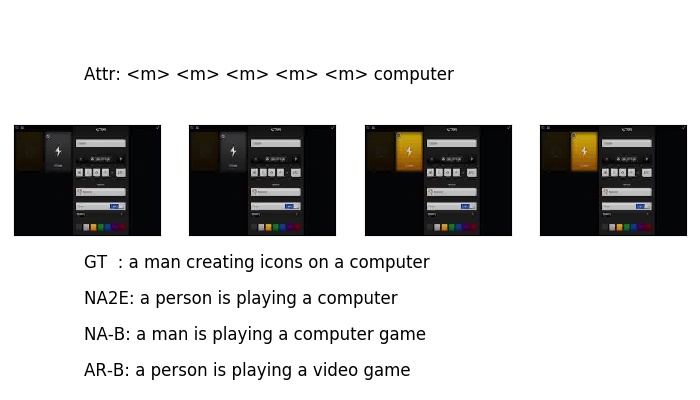 Attr: <m> <m> <m> <m> <m> computer
GT : a man creating icons on a computer
NA2E: a person is playing a computer
NA-B: a man is playing a computer game
AR-B: a person is playing a video game